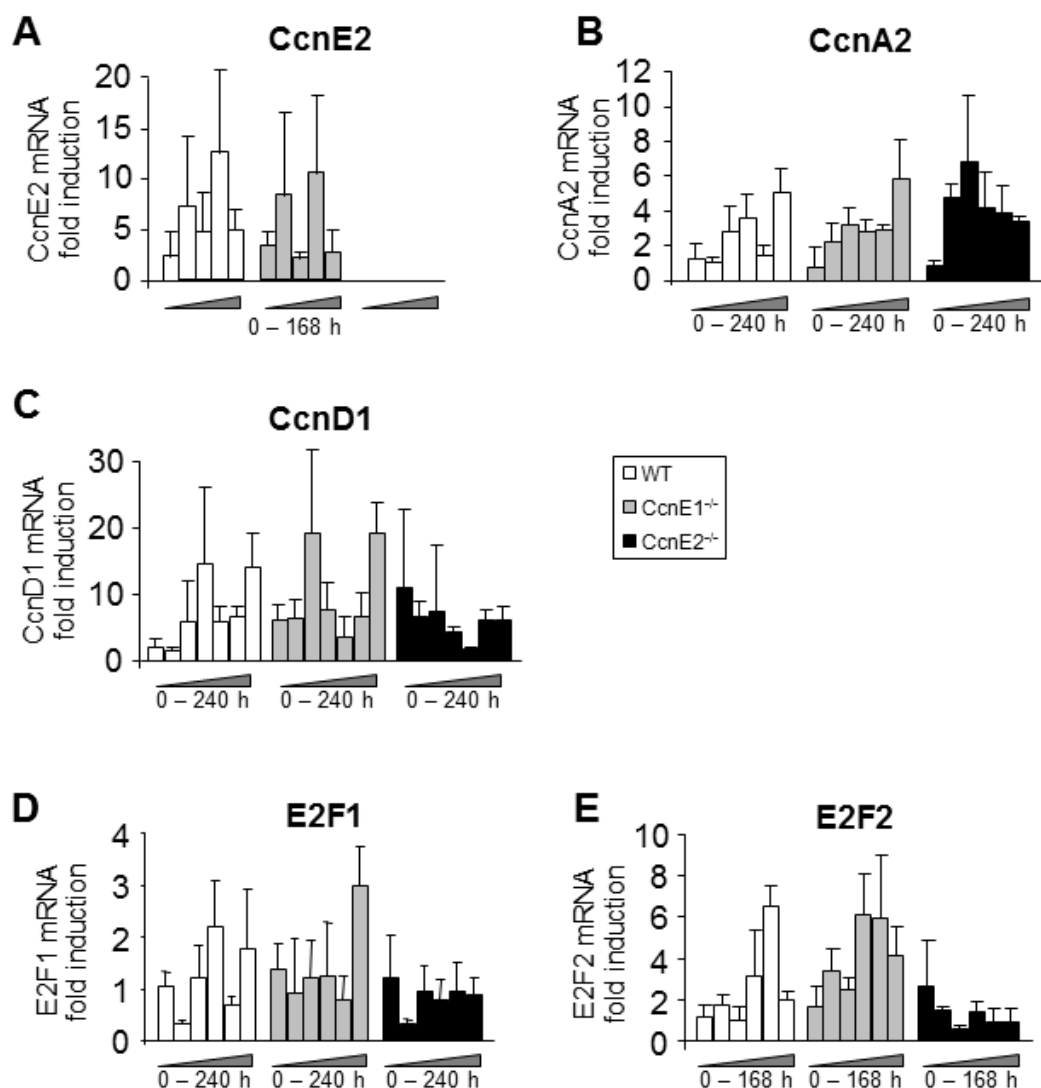 A
CcnE2
CcnE2 mRNA
fold induction
20
15
10
5
0
0 – 168 h
B
CcnA2
CcnA2 mRNA
fold induction
12
10
8
6
4
2
0
0 – 240 h
0 – 240 h
0 – 240 h
C
CcnD1
CcnD1 mRNA
fold induction
30
20
10
0
0 – 240 h
0 – 240 h
0 – 240 h
WT
CcnE1⁻/⁻
CcnE2⁻/⁻
D
E2F1
E2F1 mRNA
fold induction
4
3
2
1
0
0 – 240 h
0 – 240 h
0 – 240 h
E
E2F2
E2F2 mRNA
fold induction
10
8
6
4
2
0
0 – 168 h
0 – 168 h
0 – 168 h